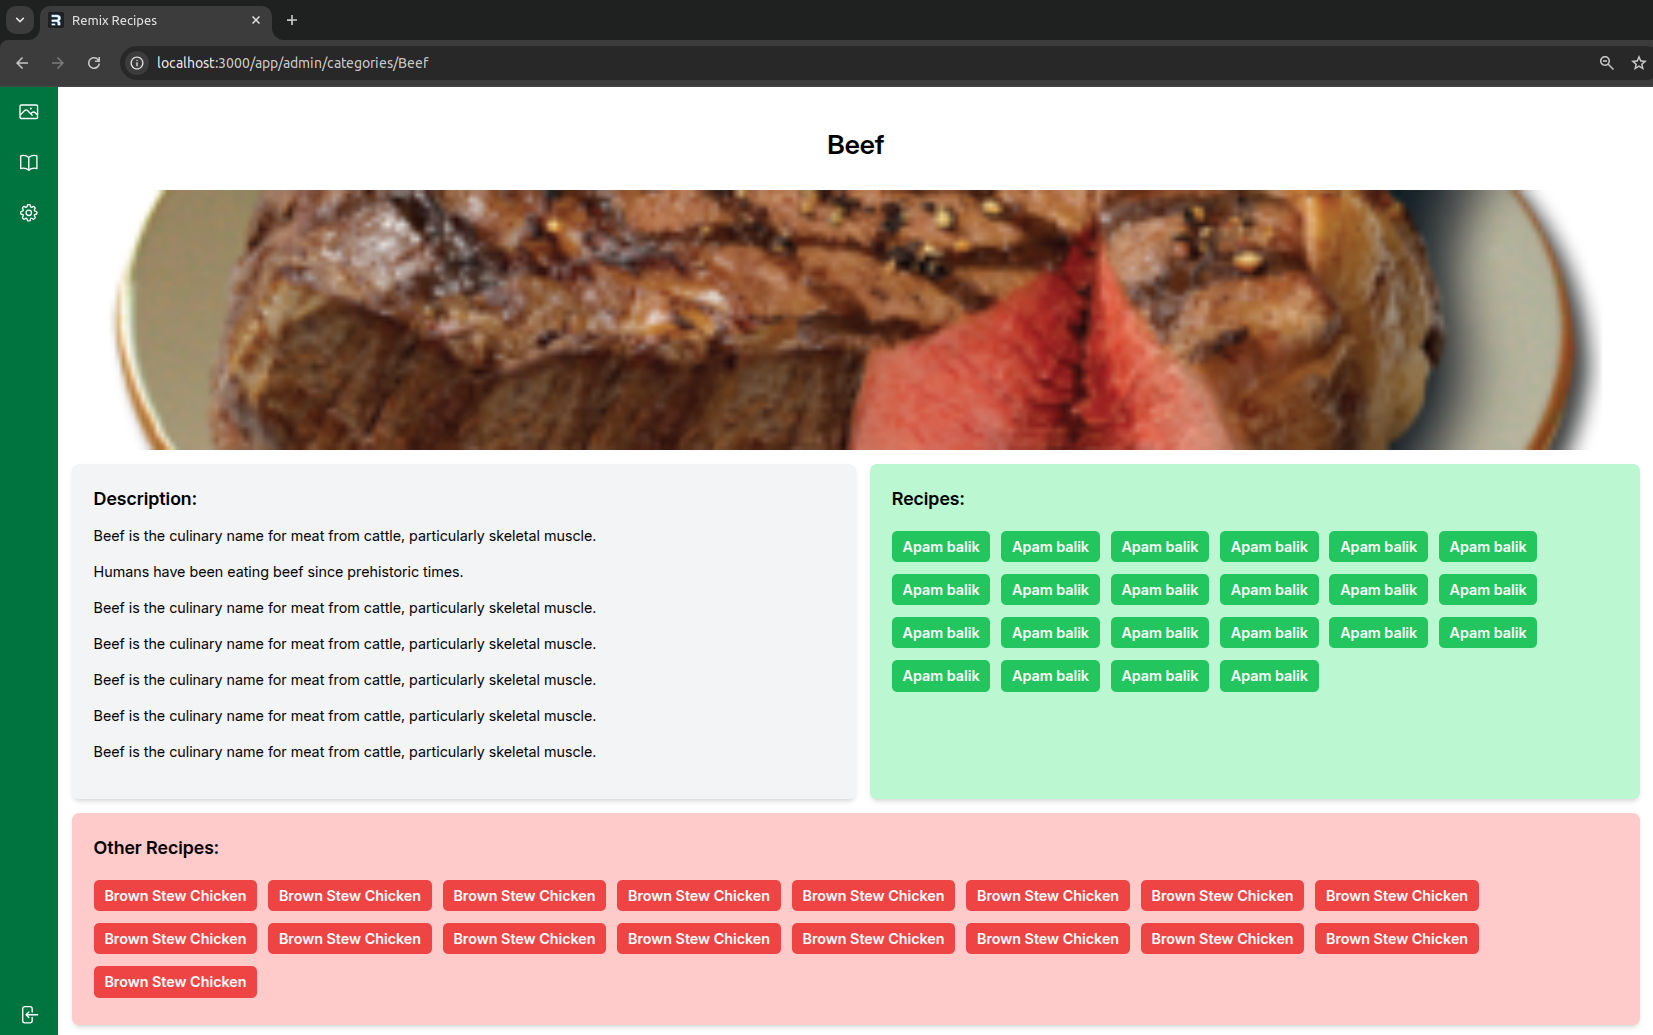 Remix Recipes
localhost:3000/app/admin/categories/Beef
Beef
Description:
Beef is the culinary name for meat from cattle, particularly skeletal muscle.
Humans have been eating beef since prehistoric times.
Beef is the culinary name for meat from cattle, particularly skeletal muscle.
Beef is the culinary name for meat from cattle, particularly skeletal muscle.
Beef is the culinary name for meat from cattle, particularly skeletal muscle.
Beef is the culinary name for meat from cattle, particularly skeletal muscle.
Beef is the culinary name for meat from cattle, particularly skeletal muscle.
Recipes:
Apam balik Apam balik Apam balik Apam balik Apam balik Apam balik
Apam balik Apam balik Apam balik Apam balik Apam balik Apam balik
Apam balik Apam balik Apam balik Apam balik Apam balik Apam balik
Apam balik Apam balik Apam balik Apam balik
Other Recipes:
Brown Stew Chicken Brown Stew Chicken Brown Stew Chicken Brown Stew Chicken Brown Stew Chicken Brown Stew Chicken Brown Stew Chicken Brown Stew Chicken
Brown Stew Chicken Brown Stew Chicken Brown Stew Chicken Brown Stew Chicken Brown Stew Chicken Brown Stew Chicken Brown Stew Chicken Brown Stew Chicken
Brown Stew Chicken